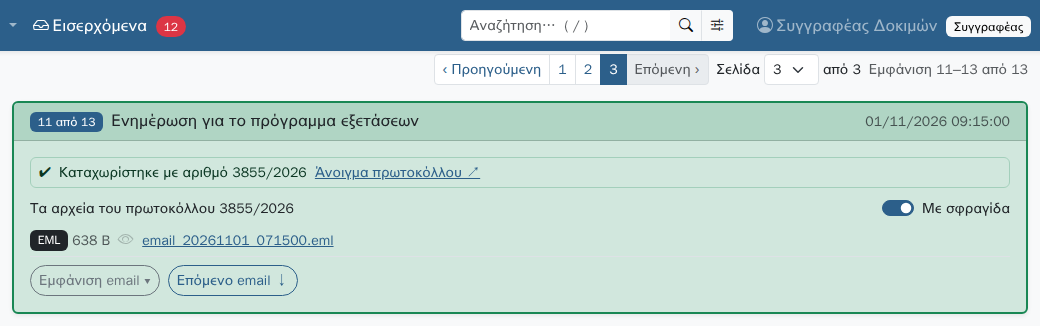 Εισερχόμενα 12 Αναζήτηση… ( / ) Συγγραφέας Δοκιμών Συγγραφέας
‹ Προηγούμενη 1 2 3 Επόμενη › Σελίδα 3 από 3 Εμφάνιση 11–13 από 13
11 από 13 Ενημέρωση για το πρόγραμμα εξετάσεων 01/11/2026 09:15:00
✔ Καταχωρίστηκε με αριθμό 3855/2026 Άνοιγμα πρωτοκόλλου ↗
Τα αρχεία του πρωτοκόλλου 3855/2026 Με σφραγίδα
EML 638 B email_20261101_071500.eml
Εμφάνιση email ▾ Επόμενο email ↓